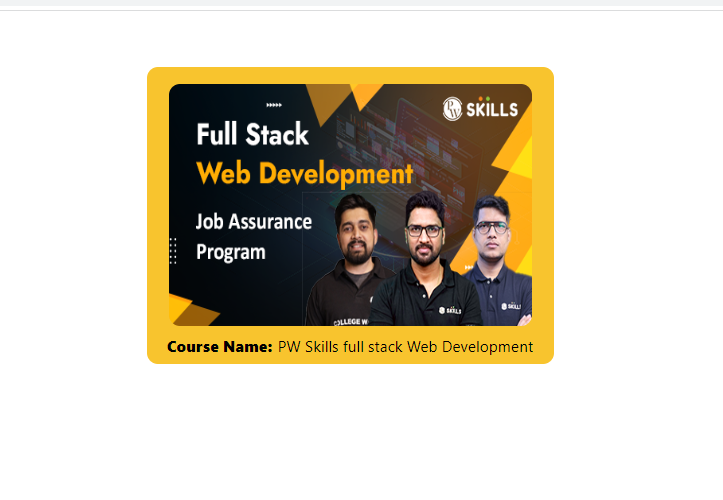 PW SKILLS
Full Stack
Web Development
Job Assurance
Program
COLLEGE W
SKILLS
SKILLS
Course Name: PW Skills full stack Web Development